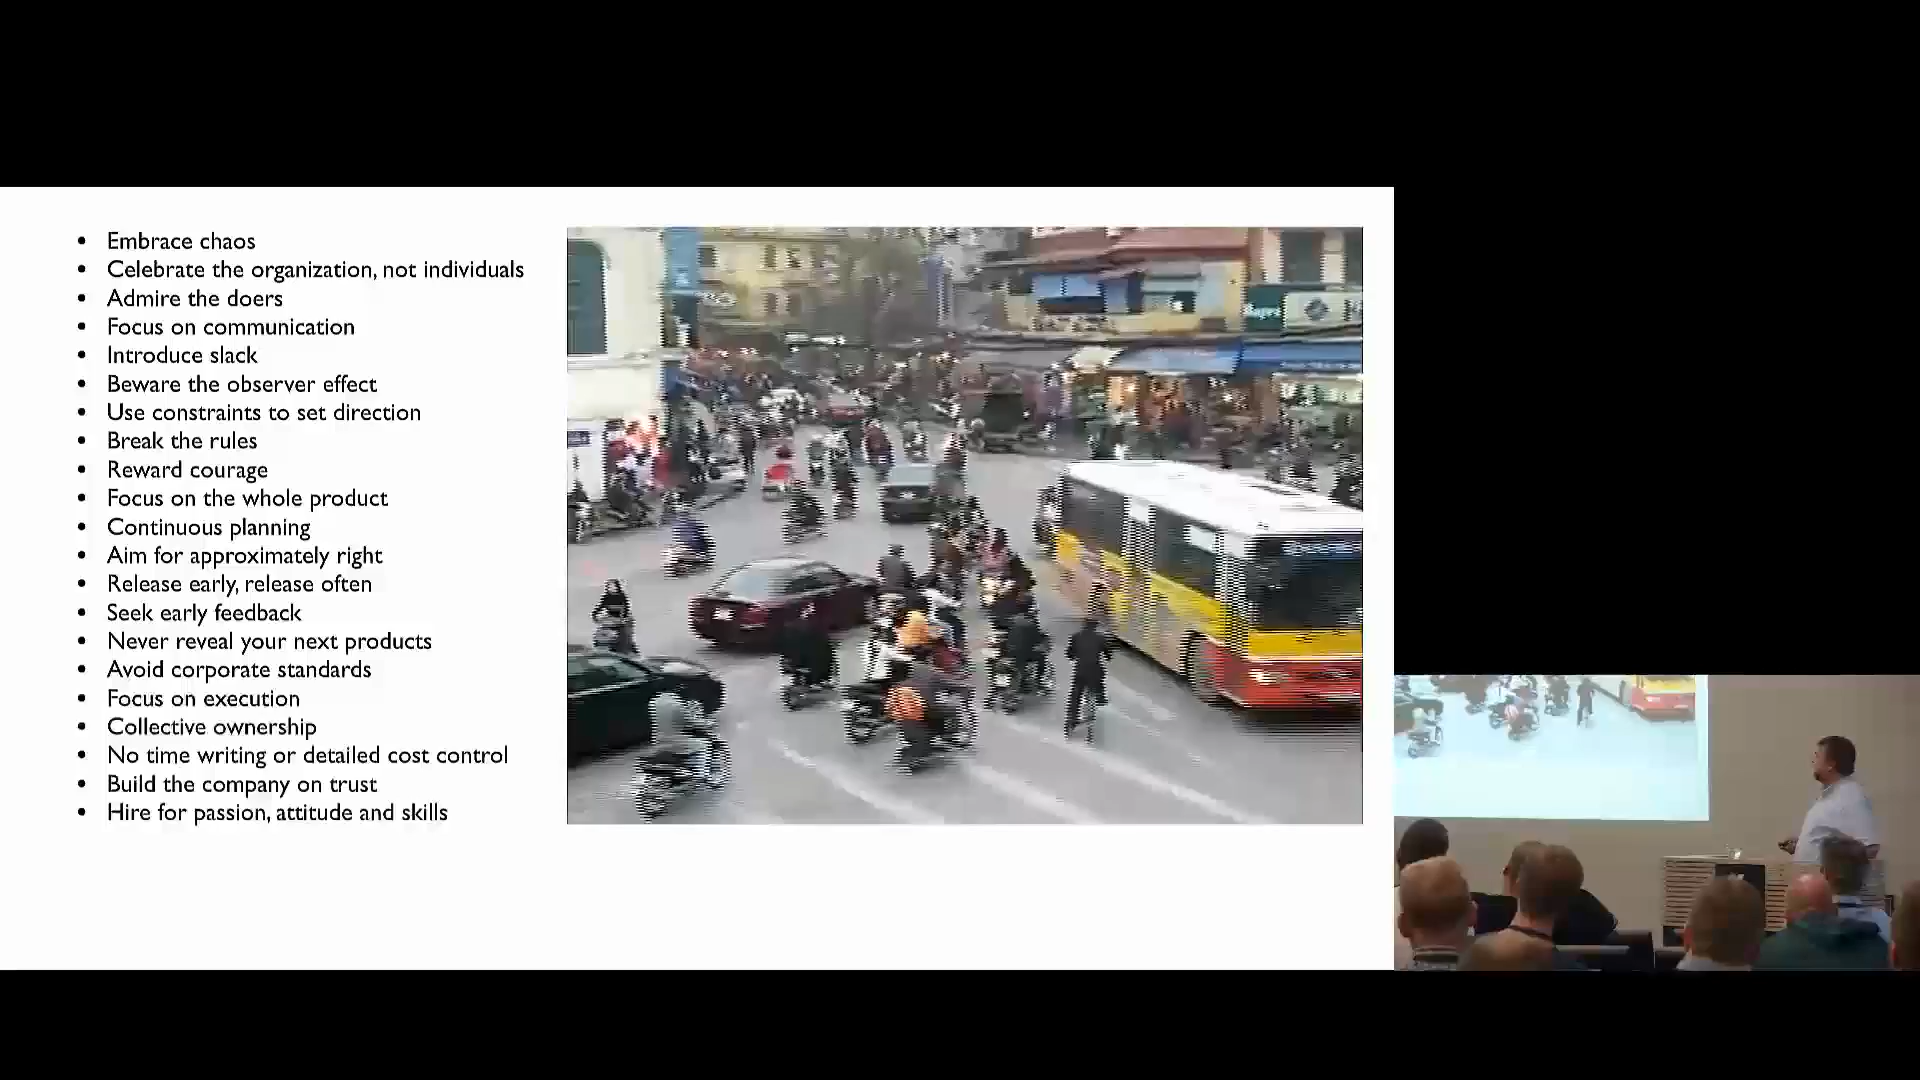 • Embrace chaos
• Celebrate the organization, not individuals
• Admire the doers
• Focus on communication
• Introduce slack
• Beware the observer effect
• Use constraints to set direction
• Break the rules
• Reward courage
• Focus on the whole product
• Continuous planning
• Aim for approximately right
• Release early, release often
• Seek early feedback
• Never reveal your next products
• Avoid corporate standards
• Focus on execution
• Collective ownership
• No time writing or detailed cost control
• Build the company on trust
• Hire for passion, attitude and skills